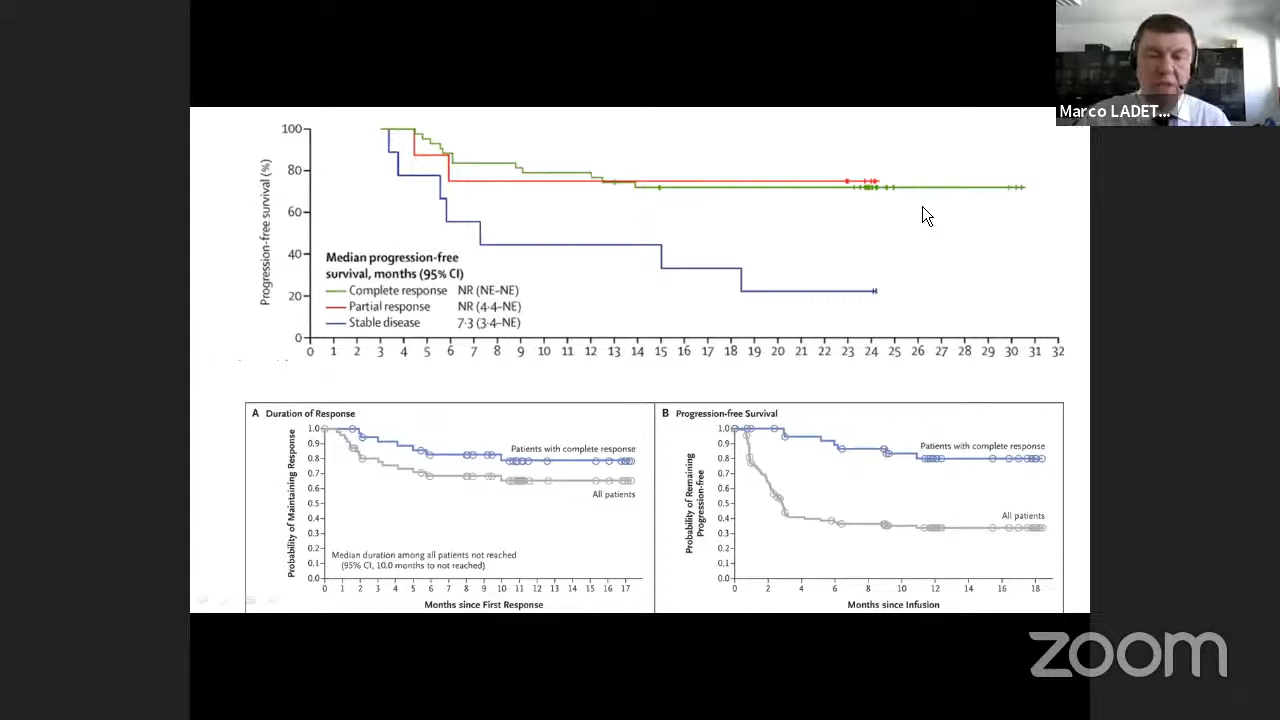 Marco LADET...
100
80
60
40
20
0
Progression-free survival (%)
Median progression-free
survival, months (95% CI)
Complete response NR (NE–NE)
Partial response NR (4·4–NE)
Stable disease 7·3 (3·4–NE)
0 1 2 3 4 5 6 7 8 9 10 11 12 13 14 15 16 17 18 19 20 21 22 23 24 25 26 27 28 29 30 31 32
A Duration of Response
1.0
0.9
0.8
0.7
0.6
0.5
0.4
0.3
0.2
0.1
0.0
Probability of Maintaining Response
Patients with complete response
All patients
Median duration among all patients not reached
(95% CI, 10.0 months to not reached)
0 1 2 3 4 5 6 7 8 9 10 11 12 13 14 15 16 17
Months since First Response
B Progression-free Survival
1.0
0.9
0.8
0.7
0.6
0.5
0.4
0.3
0.2
0.1
0.0
Probability of Remaining
Progression-free
Patients with complete response
All patients
0 2 4 6 8 10 12 14 16 18
Months since Infusion
zoom